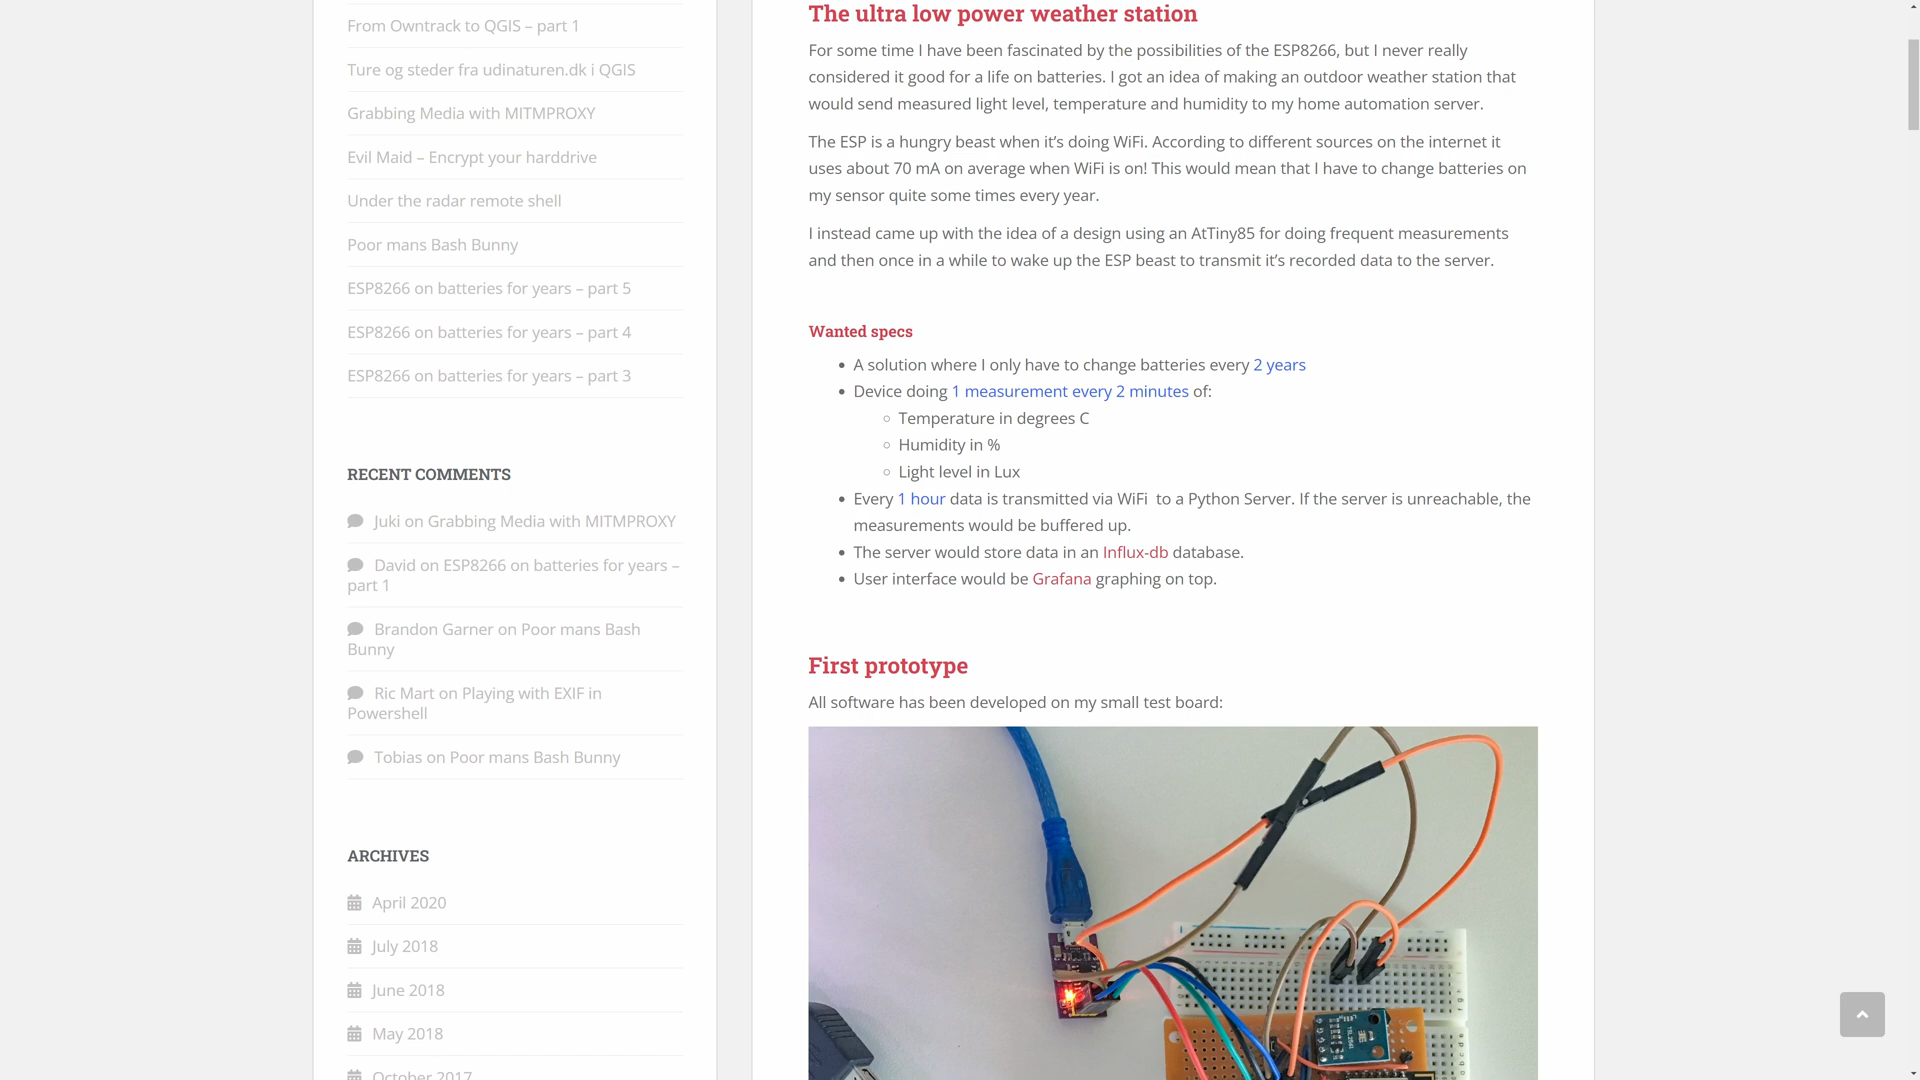 From Owntrack to QGIS – part 1
Ture og steder fra udinaturen.dk i QGIS
Grabbing Media with MITMPROXY
Evil Maid – Encrypt your harddrive
Under the radar remote shell
Poor mans Bash Bunny
ESP8266 on batteries for years – part 5
ESP8266 on batteries for years – part 4
ESP8266 on batteries for years – part 3
RECENT COMMENTS
Juki on Grabbing Media with MITMPROXY
David on ESP8266 on batteries for years –
part 1
Brandon Garner on Poor mans Bash
Bunny
Ric Mart on Playing with EXIF in
Powershell
Tobias on Poor mans Bash Bunny
ARCHIVES
April 2020
July 2018
June 2018
May 2018
October 2017
The ultra low power weather station
For some time I have been fascinated by the possibilities of the ESP8266, but I never really
considered it good for a life on batteries. I got an idea of making an outdoor weather station that
would send measured light level, temperature and humidity to my home automation server.
The ESP is a hungry beast when it’s doing WiFi. According to different sources on the internet it
uses about 70 mA on average when WiFi is on! This would mean that I have to change batteries on
my sensor quite some times every year.
I instead came up with the idea of a design using an AtTiny85 for doing frequent measurements
and then once in a while to wake up the ESP beast to transmit it’s recorded data to the server.
Wanted specs
A solution where I only have to change batteries every 2 years
Device doing 1 measurement every 2 minutes of:
Temperature in degrees C
Humidity in %
Light level in Lux
Every 1 hour data is transmitted via WiFi  to a Python Server. If the server is unreachable, the
measurements would be buffered up.
The server would store data in an Influx-db database.
User interface would be Grafana graphing on top.
First prototype
All software has been developed on my small test board: